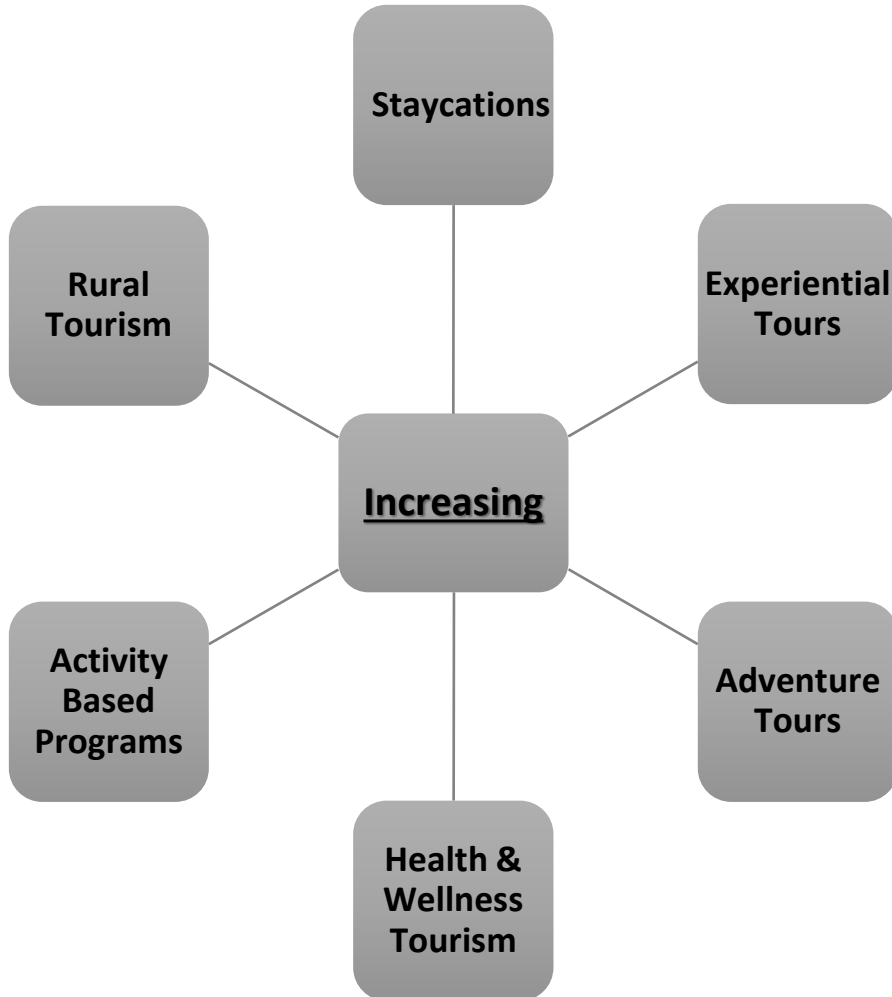 Staycations
Rural
Tourism
Experiential
Tours
Increasing
Activity
Based
Programs
Adventure
Tours
Health &
Wellness
Tourism